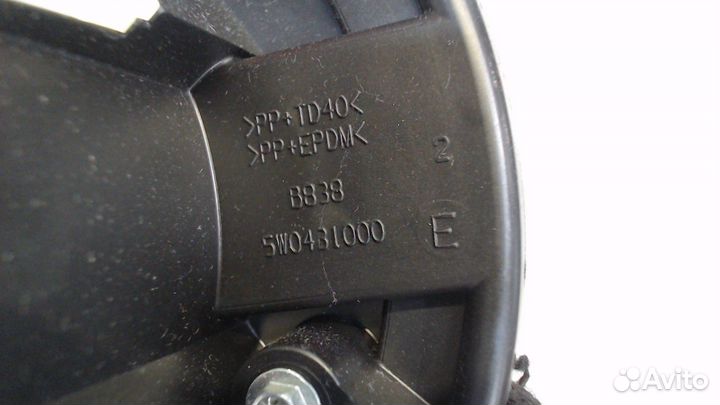 >PP+TD40<
>PP+EPDM<
2
B838
5W0431000
E
Avito